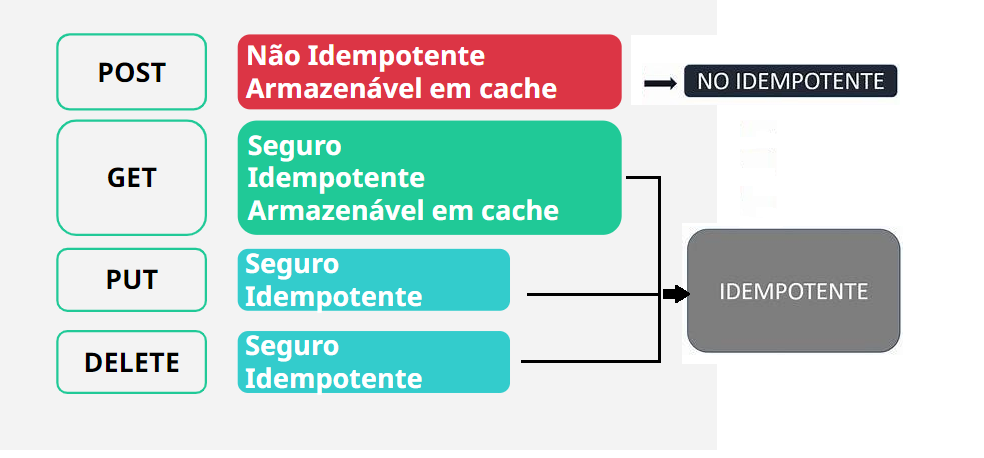 POST
Não Idempotente
Armazenável em cache
NO IDEMPOTENTE
GET
Seguro
Idempotente
Armazenável em cache
PUT
Seguro
Idempotente
IDEMPOTENTE
DELETE
Seguro
Idempotente